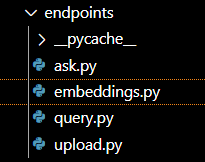 endpoints
__pycache__
ask.py
embeddings.py
query.py
upload.py